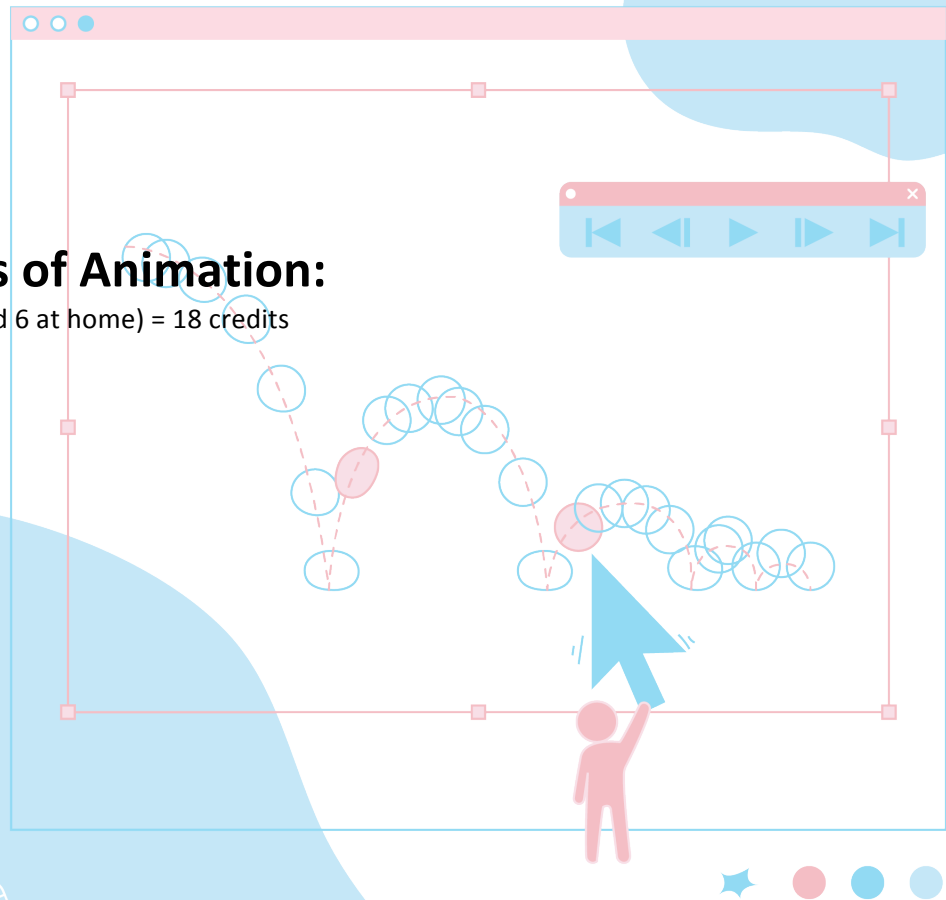 of Animation:
6 at home) = 18 credits